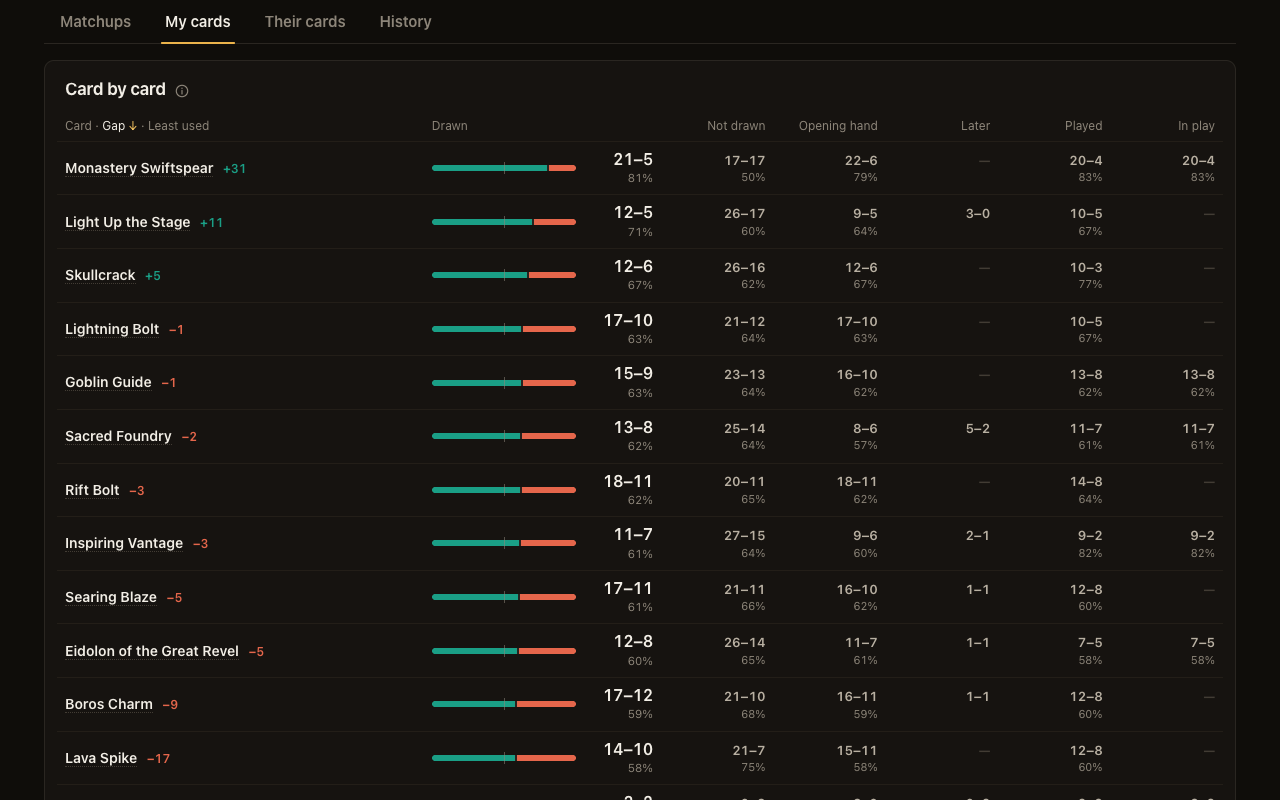 Matchups My cards Their cards History
Card by card
Card · Gap ↓ · Least used Drawn Not drawn Opening hand Later Played In play
Monastery Swiftspear +31 21–5 17–17 22–6 — 20–4 20–4
81% 50% 79% 83% 83%
Light Up the Stage +11 12–5 26–17 9–5 3–0 10–5 —
71% 60% 64% 67%
Skullcrack +5 12–6 26–16 12–6 — 10–3 —
67% 62% 67% 77%
Lightning Bolt −1 17–10 21–12 17–10 — 10–5 —
63% 64% 63% 67%
Goblin Guide −1 15–9 23–13 16–10 — 13–8 13–8
63% 64% 62% 62% 62%
Sacred Foundry −2 13–8 25–14 8–6 5–2 11–7 11–7
62% 64% 57% 61% 61%
Rift Bolt −3 18–11 20–11 18–11 — 14–8 —
62% 65% 62% 64%
Inspiring Vantage −3 11–7 27–15 9–6 2–1 9–2 9–2
61% 64% 60% 82% 82%
Searing Blaze −5 17–11 21–11 16–10 1–1 12–8 —
61% 66% 62% 60%
Eidolon of the Great Revel −5 12–8 26–14 11–7 1–1 7–5 7–5
60% 65% 61% 58% 58%
Boros Charm −9 17–12 21–10 16–11 1–1 12–8 —
59% 68% 59% 60%
Lava Spike −17 14–10 21–7 15–11 — 12–8 —
58% 75% 58% 60%